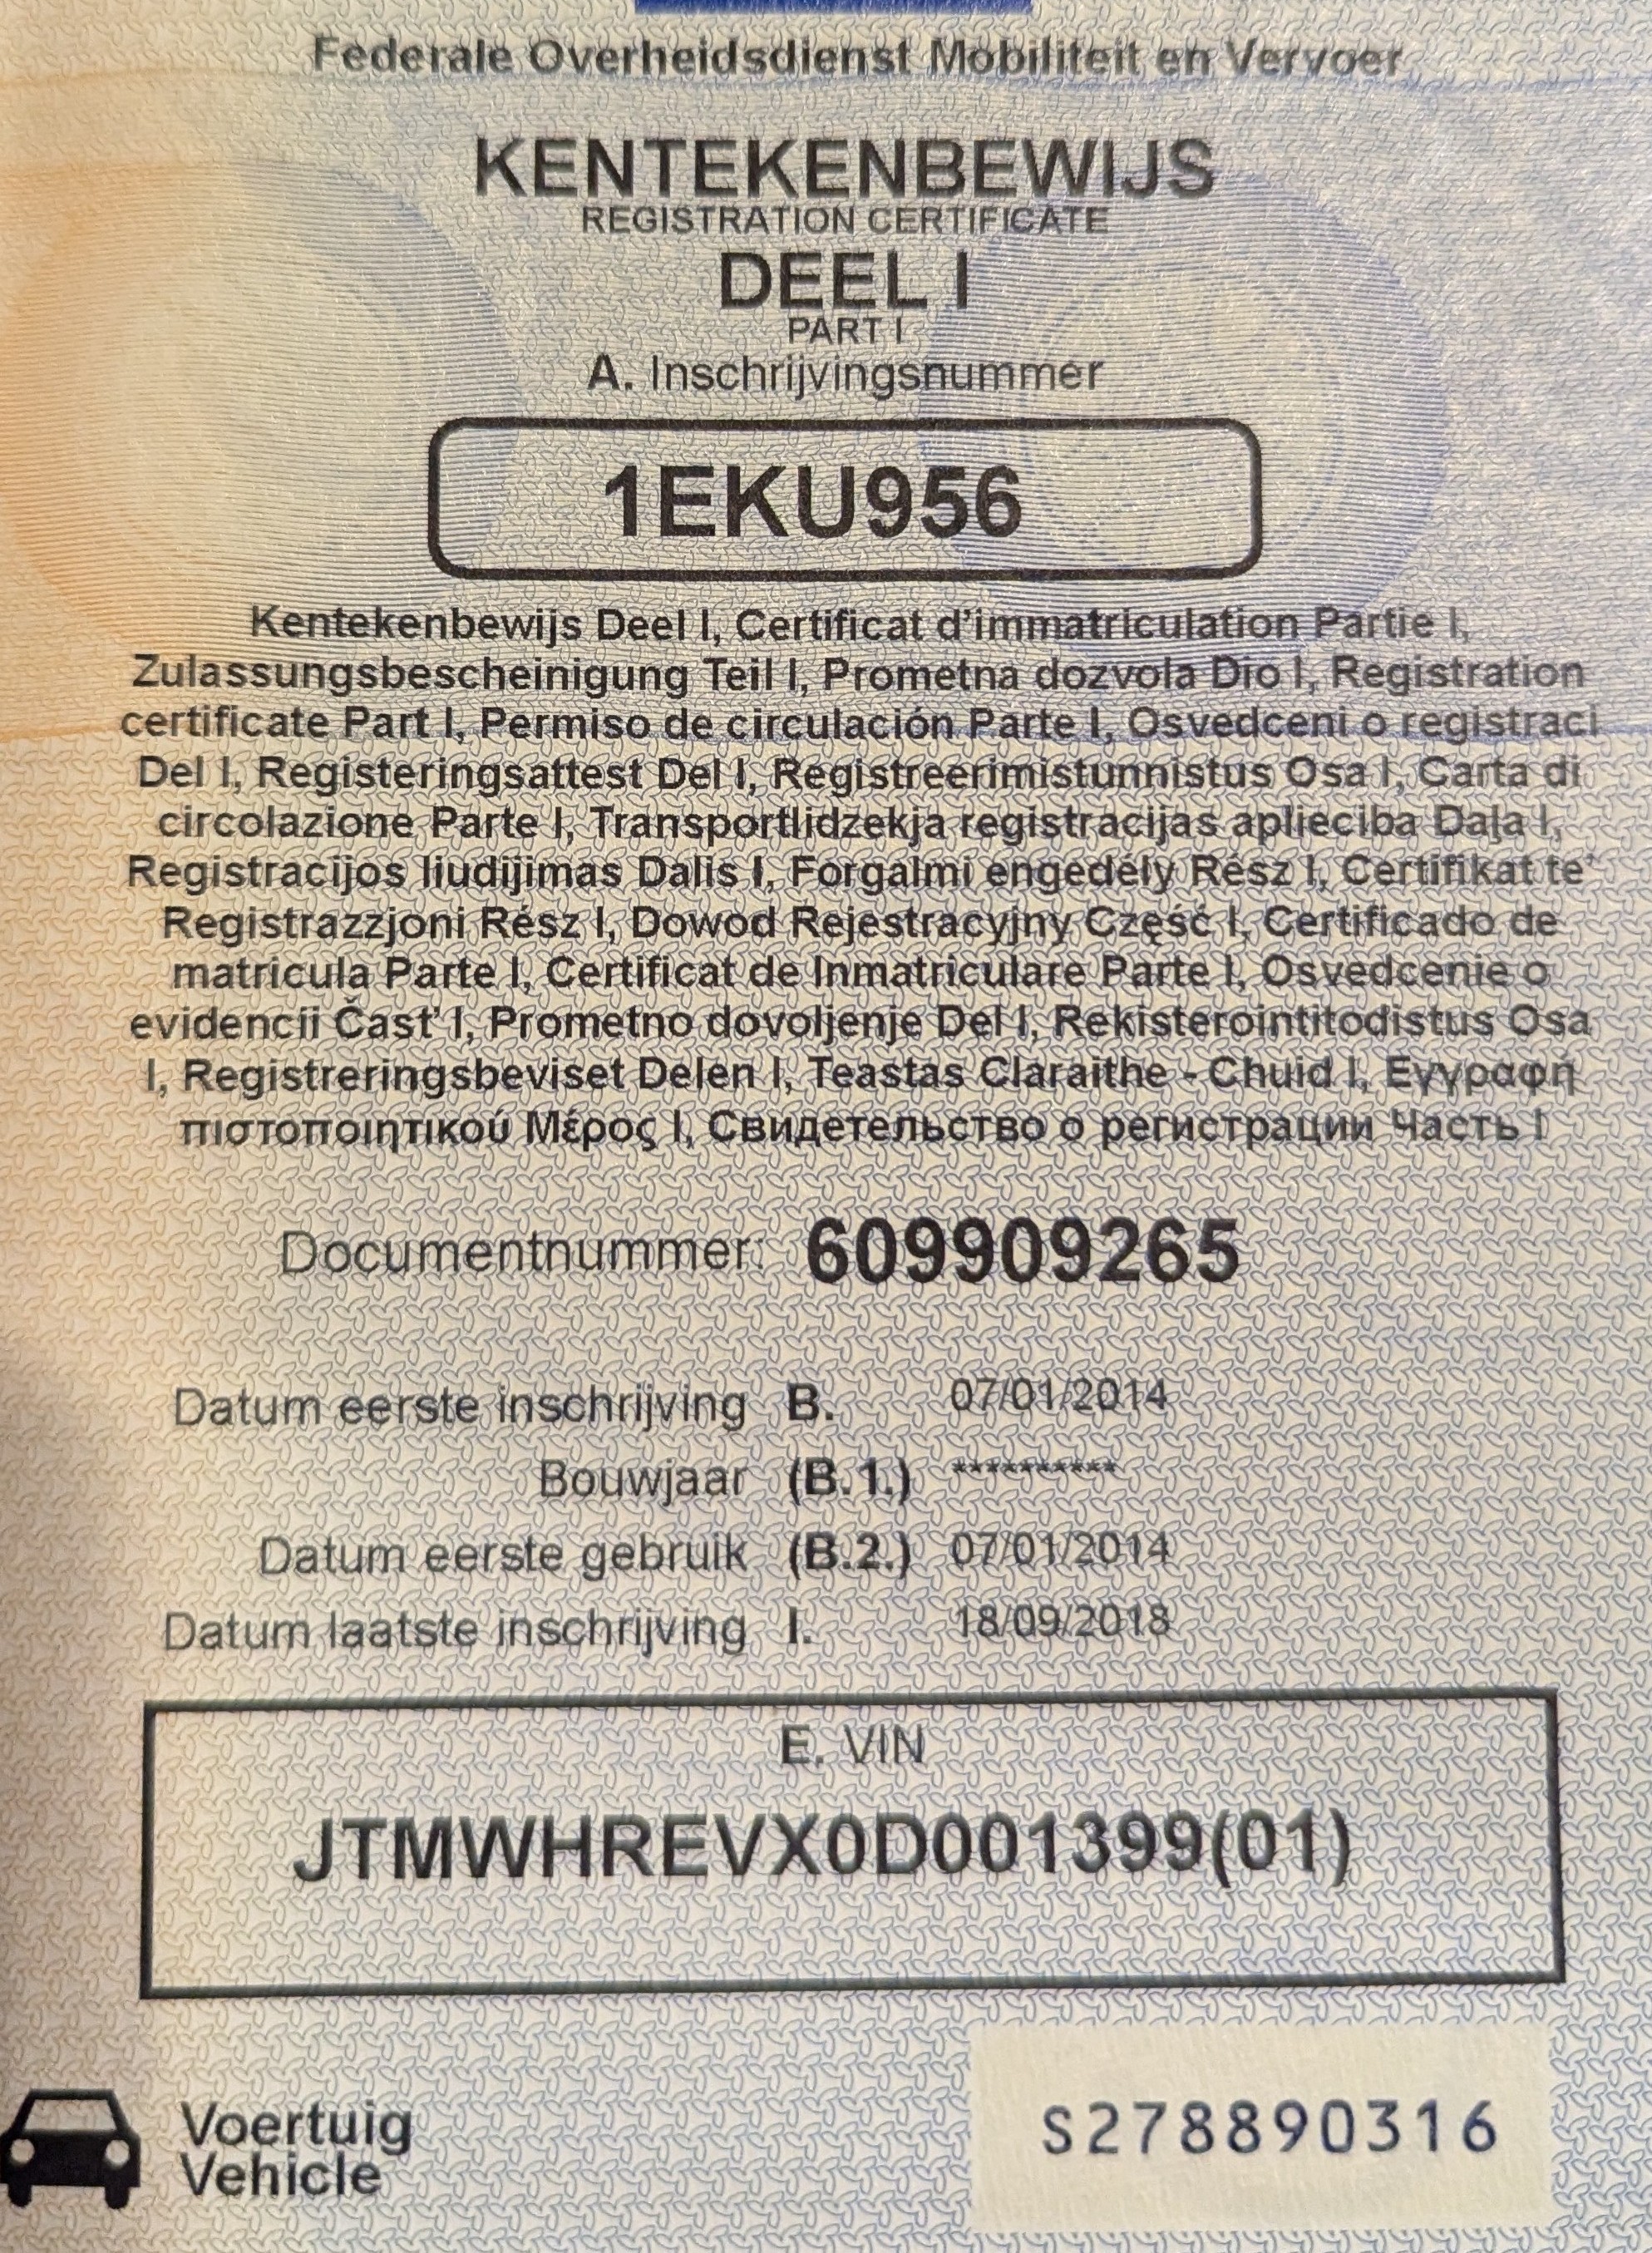 Federale Overheidsdienst Mobiliteit en Vervoer
KENTEKENBEWIJS
REGISTRATION CERTIFICATE
DEEL I
PART I
A. Inschrijvingsnummer
1EKU956
Kentekenbewijs Deel I, Certificat d'immatriculation Partie I,
Zulassungsbescheinigung Teil I, Prometna dozvola Dio I, Registration
certificate Part I, Permiso de circulación Parte I, Osvedceni o registraci
Del I, Registeringsattest Del I, Registreerimistunnistus Osa I, Carta di
circolazione Parte I, Transportlidzekja registracijas aplieciba Daļa I,
Registracijos liudijimas Dalis I, Forgalmi engedély Rész I, Certifikat te'
Registrazzjoni Rész I, Dowod Rejestracyjny Część I, Certificado de
matricula Parte I, Certificat de Inmatriculare Parte I, Osvedcenie o
evidencii Čast' I, Prometno dovoljenje Del I, Rekisterointitodistus Osa
I, Registreringsbeviset Delen I, Teastas Claraithe - Chuid I, Εγγραφή
πιστοποιητικού Μέρος I, Свидетельство о регистрации Часть I
Documentnummer: 609909265
Datum eerste inschrijving B. 07/01/2014
Bouwjaar (B.1.) **********
Datum eerste gebruik (B.2.) 07/01/2014
Datum laatste inschrijving I. 18/09/2018
E. VIN
JTMWHREVX0D001399(01)
Voertuig
Vehicle
S278890316